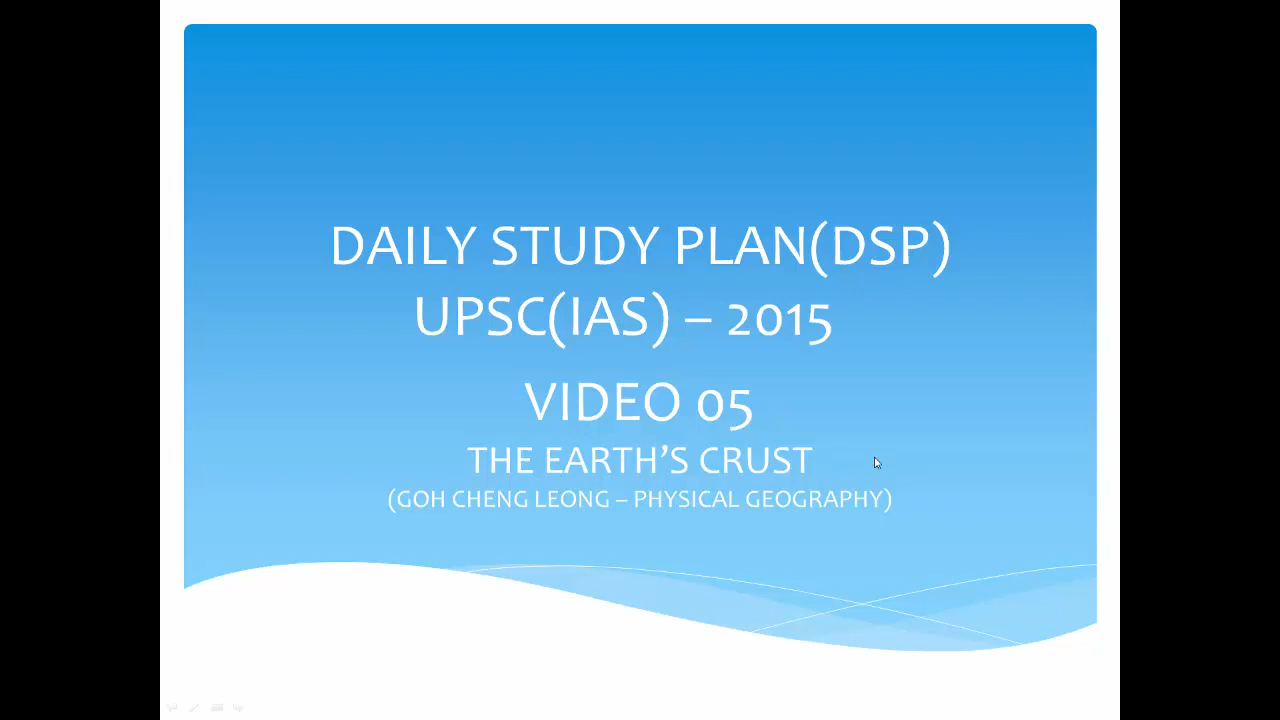 DAILY STUDY PLAN(DSP)
UPSC(IAS) – 2015
VIDEO 05
THE EARTH’S CRUST
(GOH CHENG LEONG – PHYSICAL GEOGRAPHY)